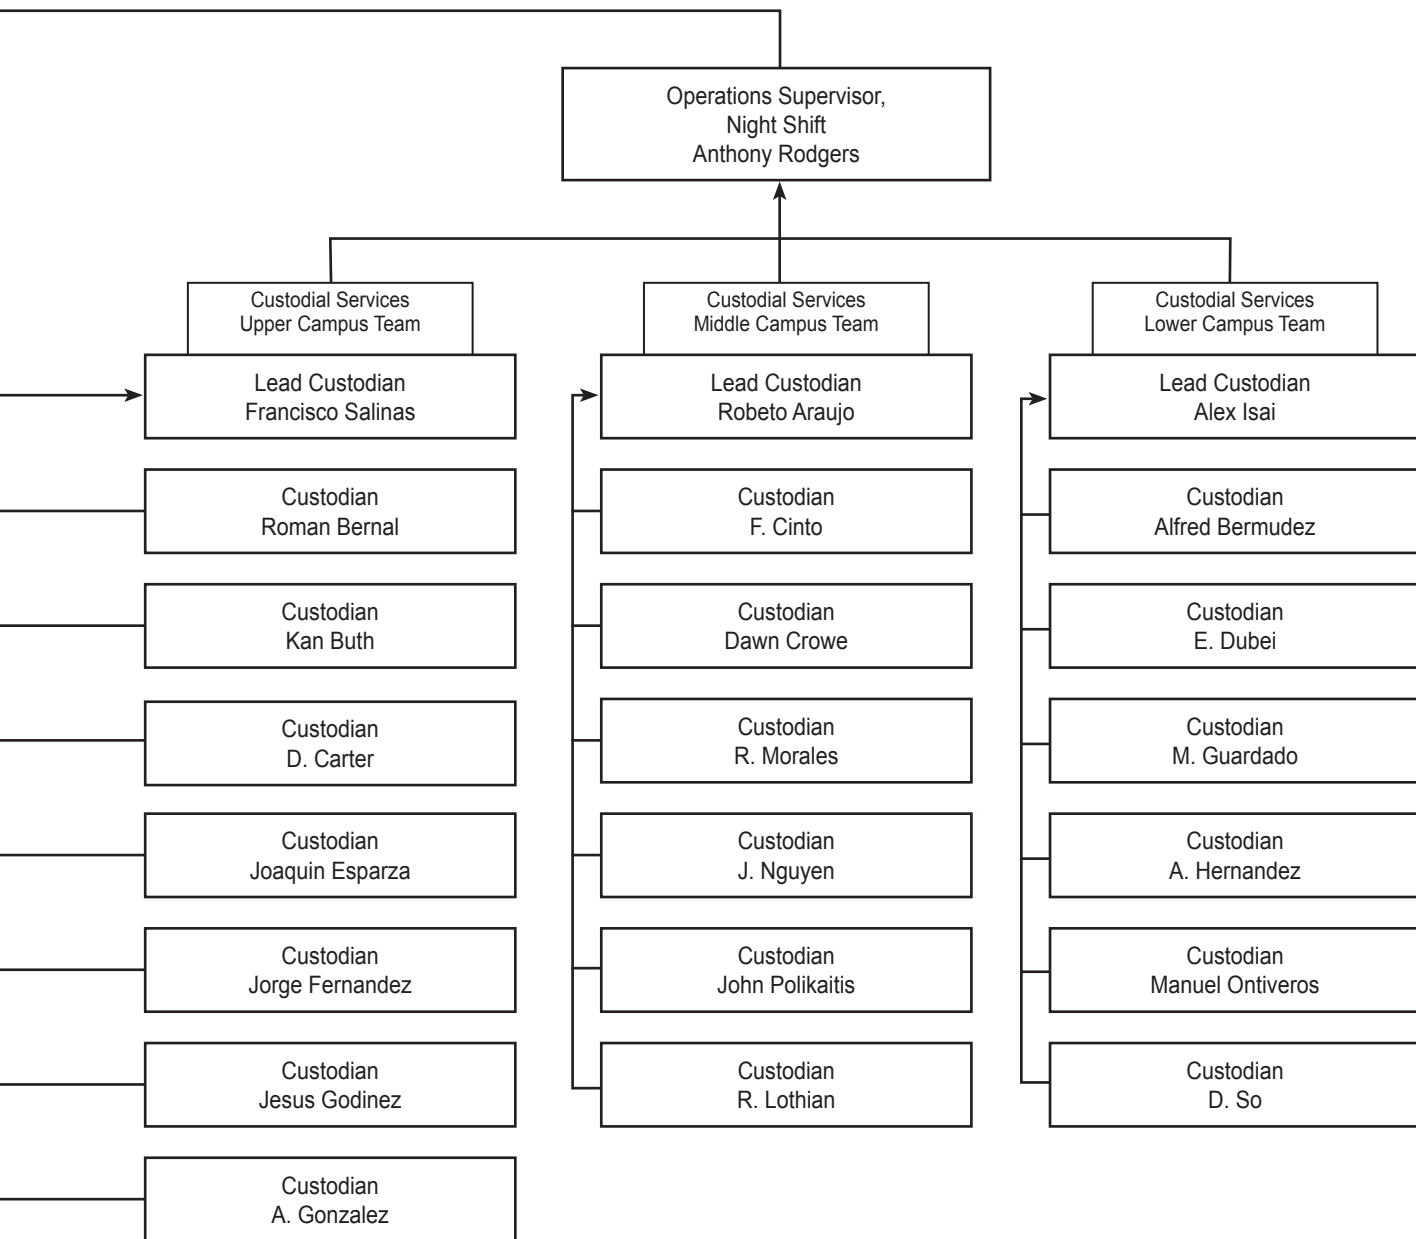 Operations Supervisor,
Night Shift
Anthony Rodgers
Custodial Services
Upper Campus Team
Lead Custodian
Francisco Salinas
Custodian
Roman Bernal
Custodian
Kan Buth
Custodian
D. Carter
Custodian
Joaquin Esparza
Custodian
Jorge Fernandez
Custodian
Jesus Godinez
Custodian
A. Gonzalez
Custodial Services
Middle Campus Team
Lead Custodian
Robeto Araujo
Custodian
F. Cinto
Custodian
Dawn Crowe
Custodian
R. Morales
Custodian
J. Nguyen
Custodian
John Polikaitis
Custodian
R. Lothian
Custodial Services
Lower Campus Team
Lead Custodian
Alex Isai
Custodian
Alfred Bermudez
Custodian
E. Dubei
Custodian
M. Guardado
Custodian
A. Hernandez
Custodian
Manuel Ontiveros
Custodian
D. So